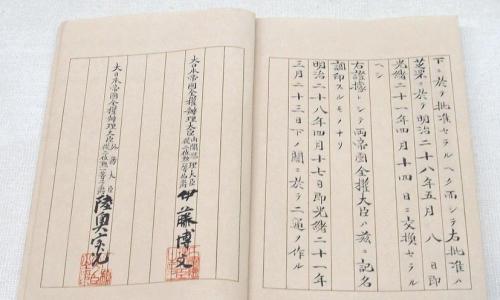 下ニ於テ批准セラルヘク而シテ右批准ハ
芝罘ニ於テ明治二十八年五月八日即
光緒二十一年四月十四日ニ交換セラル
ヘシ
右證據トシテ兩帝國全權大臣ハ茲ニ記名
調印スルモノナリ
明治二十八年四月十七日即光緒二十一年
三月二十三日下ノ關ニ於テ二通ヲ作ル
大日本帝國全權辦理大臣內閣總理大臣從二位勳一等伯爵伊藤博文
大日本帝國全權辦理大臣外務大臣從二位勳一等子爵陸奥宗光